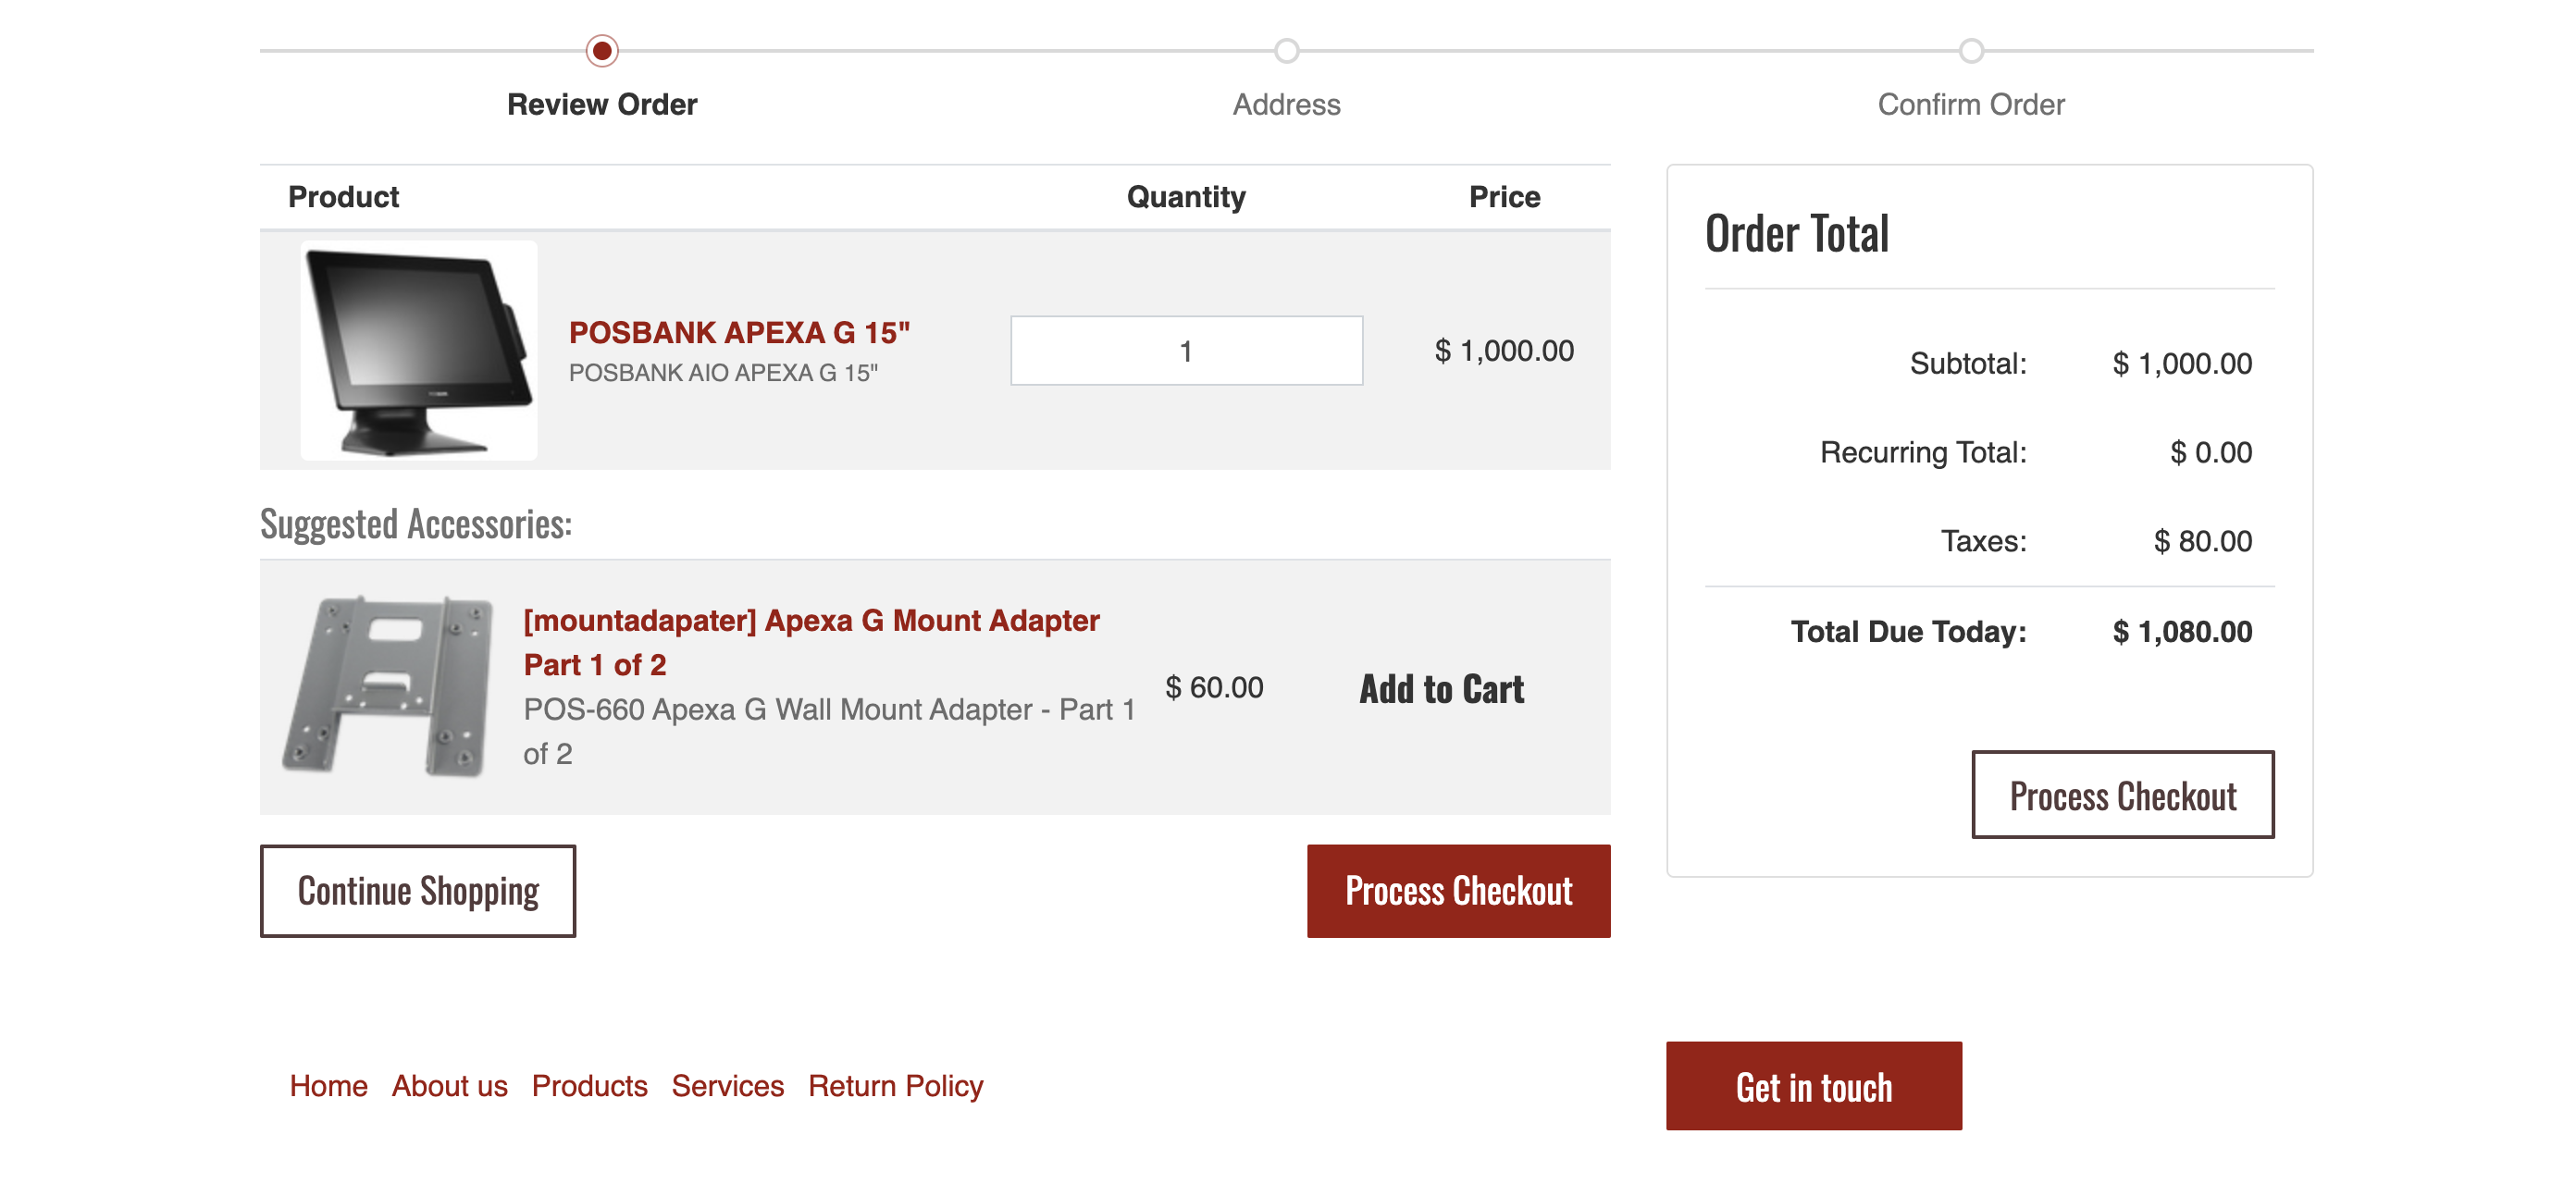 Review Order
Address
Confirm Order
Product
Quantity
Price
POSBANK APEXA G 15"
POSBANK AIO APEXA G 15"
1
$ 1,000.00
Suggested Accessories:
[mountadapater] Apexa G Mount Adapter
Part 1 of 2
POS-660 Apexa G Wall Mount Adapter - Part 1
of 2
$ 60.00
Add to Cart
Continue Shopping
Process Checkout
Order Total
Subtotal: $ 1,000.00
Recurring Total: $ 0.00
Taxes: $ 80.00
Total Due Today: $ 1,080.00
Process Checkout
Home About us Products Services Return Policy
Get in touch